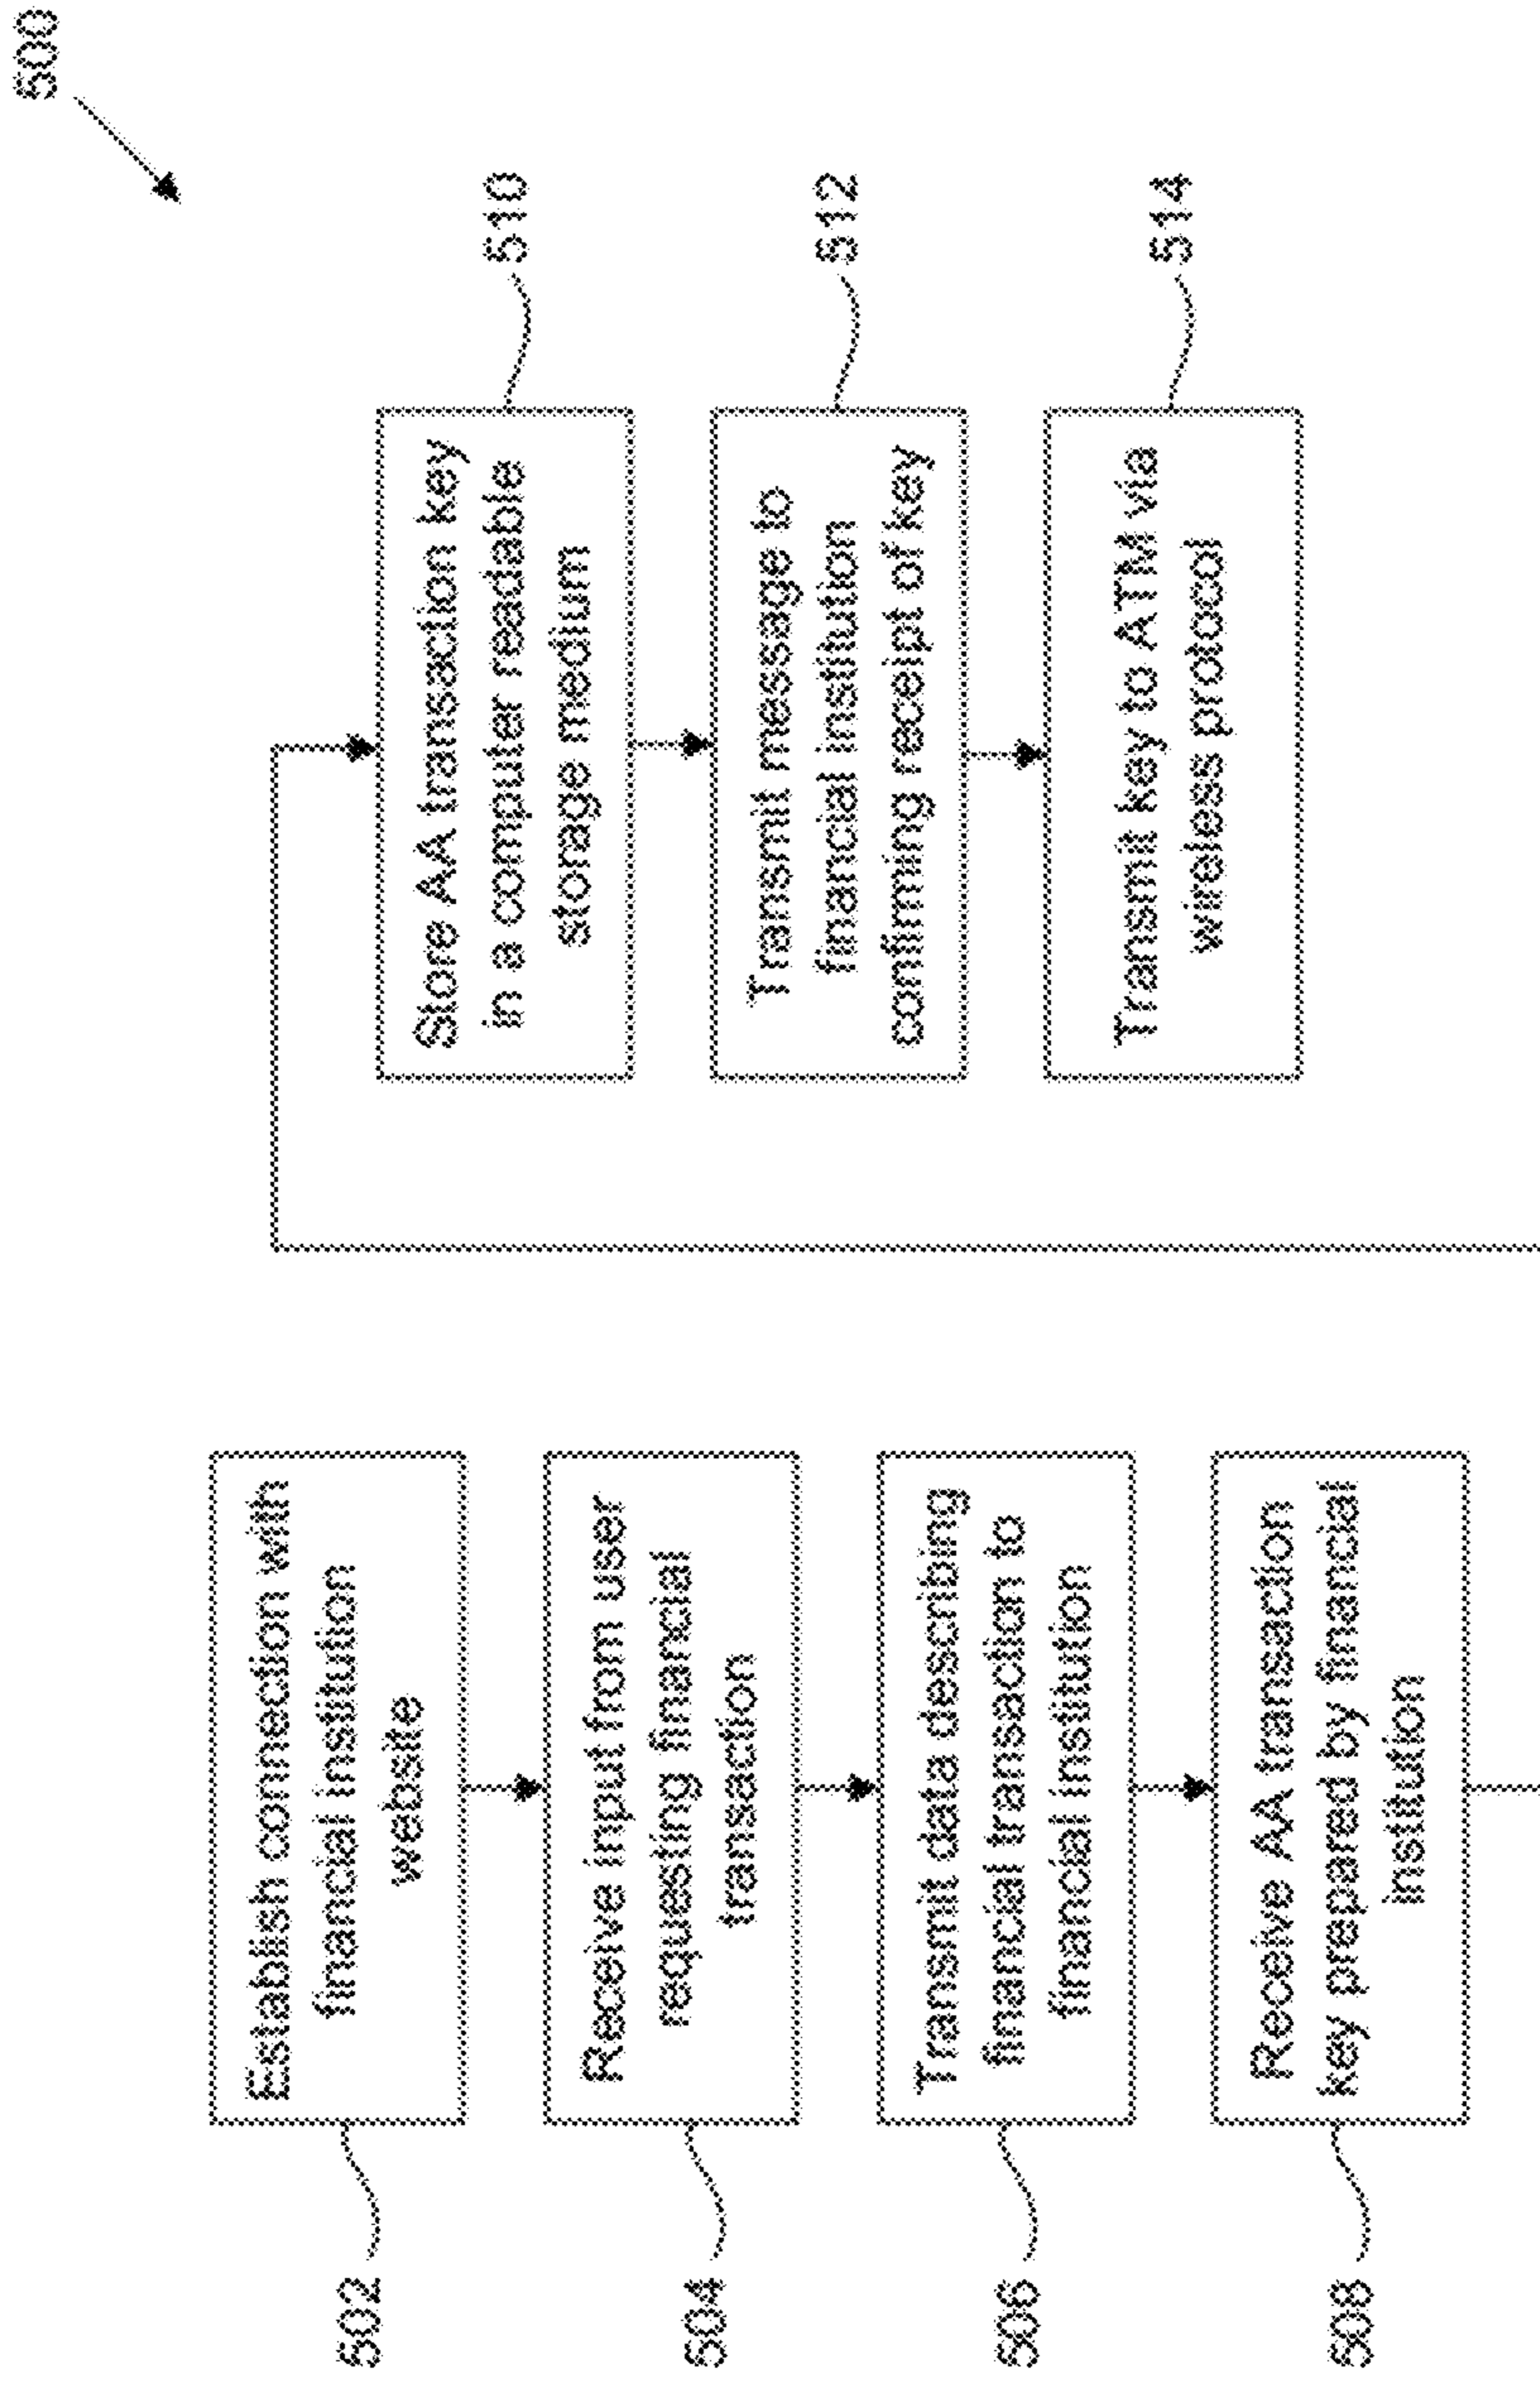 500
502
Establish connection with
financial institution
website
504
Receive input from user
requesting financial
transaction
506
Transmit data describing
financial transaction to
financial institution
508
Receive AA transaction
key prepared by financial
institution
Store AA transaction key
in a computer readable
storage medium
510
Transmit message to
financial institution
confirming receipt of key
512
Transmit key to ATM via
wireless protocol
514